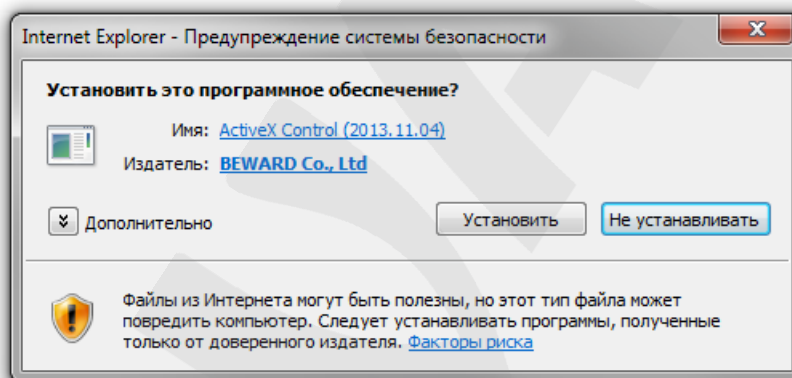 Internet Explorer - Предупреждение системы безопасности
Установить это программное обеспечение?
Имя: ActiveX Control (2013.11.04)
Издатель: BEWARD Co., Ltd
Дополнительно
Установить
Не устанавливать
Файлы из Интернета могут быть полезны, но этот тип файла может
повредить компьютер. Следует устанавливать программы, полученные
только от доверенного издателя. Факторы риска